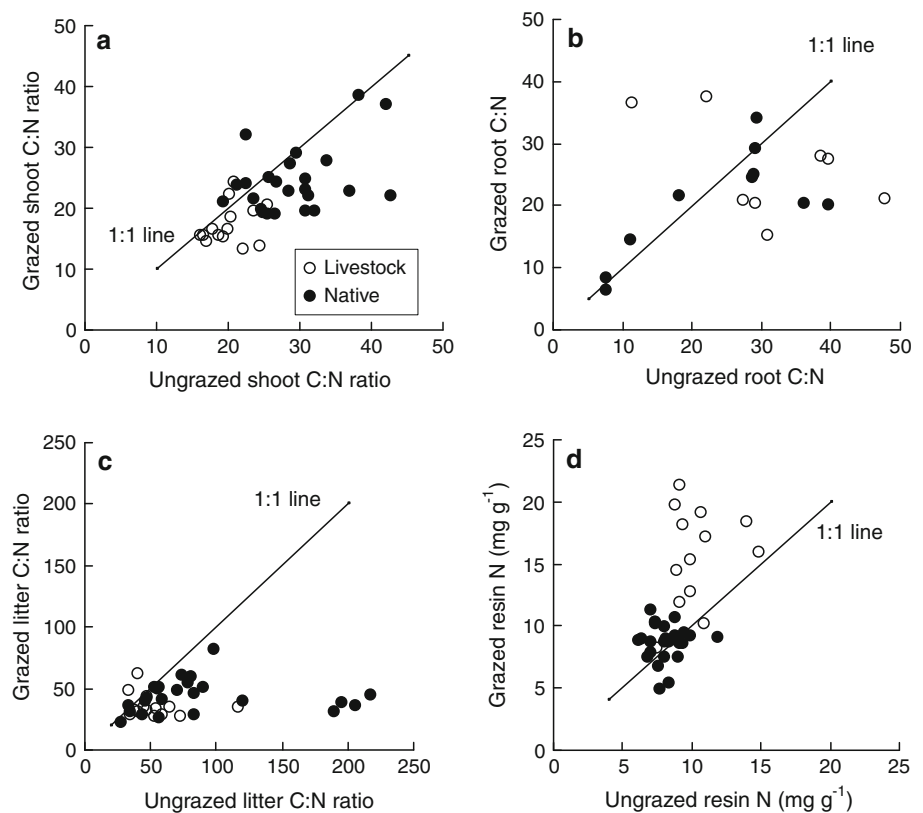 a
50
40
30
20
10
0
Grazed shoot C:N ratio
1:1 line
Livestock
Native
0 10 20 30 40 50
Ungrazed shoot C:N ratio
b
50
40
30
20
10
0
Grazed root C:N
1:1 line
0 10 20 30 40 50
Ungrazed root C:N
c
250
200
150
100
50
0
Grazed litter C:N ratio
1:1 line
0 50 100 150 200 250
Ungrazed litter C:N ratio
d
25
20
15
10
5
0
Grazed resin N (mg g⁻¹)
1:1 line
0 5 10 15 20 25
Ungrazed resin N (mg g⁻¹)